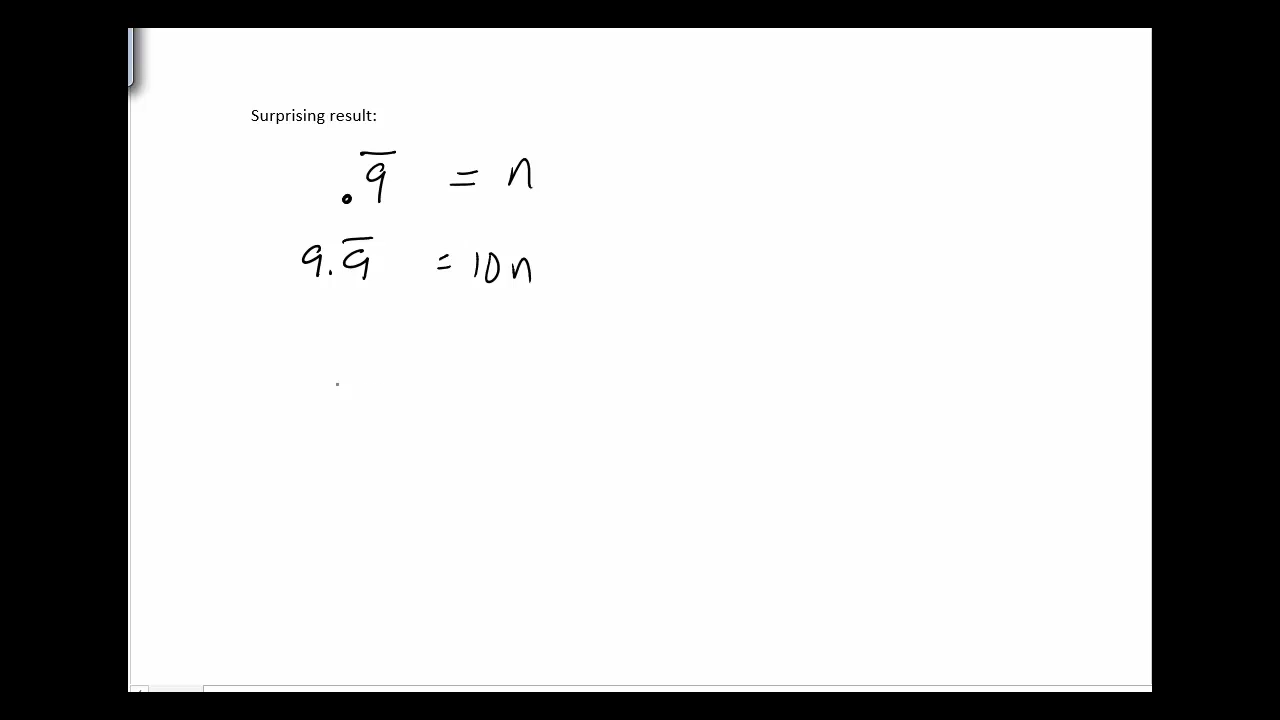 Surprising result:
.9̅ = n
9.9̅ = 10n